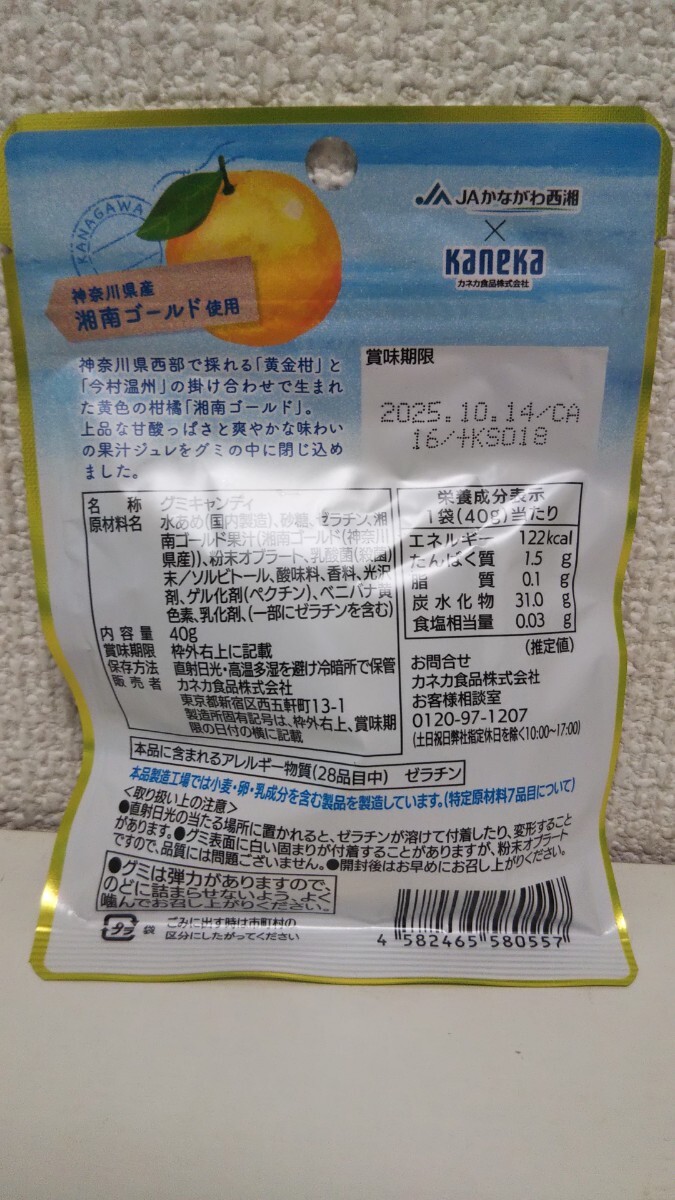 KANAGAWA
神奈川県産
湘南ゴールド使用
JAかながわ西湘
×
Kaneka
カネカ食品株式会社
神奈川県西部で採れる「黄金柑」と
「今村温州」の掛け合わせで生まれ
た黄色の柑橘「湘南ゴールド」。
上品な甘酸っぱさと爽やかな味わい
の果汁ジュレをグミの中に閉じ込め
ました。
賞味期限
2025.10.14/CA
16/+KS018
名称 グミキャンディ
原材料名 水あめ(国内製造)、砂糖、ゼラチン、湘
南ゴールド果汁(湘南ゴールド(神奈川
県産))、粉末オブラート、乳酸菌(殺菌)
末/ソルビトール、酸味料、香料、光沢
剤、ゲル化剤(ペクチン)、ベニバナ黄
色素、乳化剤、(一部にゼラチンを含む)
内容量 40g
賞味期限 枠外右上に記載
保存方法 直射日光・高温多湿を避け冷暗所で保管
販売者 カネカ食品株式会社
東京都新宿区西五軒町13-1
製造所固有記号は、枠外右上、賞味期
限の日付の横に記載
栄養成分表示
1袋(40g)当たり
エネルギー 122kcal
たんぱく質 1.5 g
脂質 0.1 g
炭水化物 31.0 g
食塩相当量 0.03 g
(推定値)
お問合せ
カネカ食品株式会社
お客様相談室
0120-97-1207
(土日祝日弊社指定休日を除く10:00~17:00)
本品に含まれるアレルギー物質(28品目中) ゼラチン
本品製造工場では小麦・卵・乳成分を含む製品を製造しています。(特定原材料7品目について)
<取り扱い上の注意>
●直射日光の当たる場所に置かれると、ゼラチンが溶けて付着したり、変形すること
があります。●グミ表面に白い固まりが付着することがありますが、粉末オブラート
ですので、品質には問題ございません。●開封後はお早めにお召し上がりください。
●グミは弾力がありますので、
のどに詰まらせないよう、よく
噛んでお召し上がりください。
プラ 袋
ごみに出す時は市町村の
区分にしたがってください
4 582465 580557